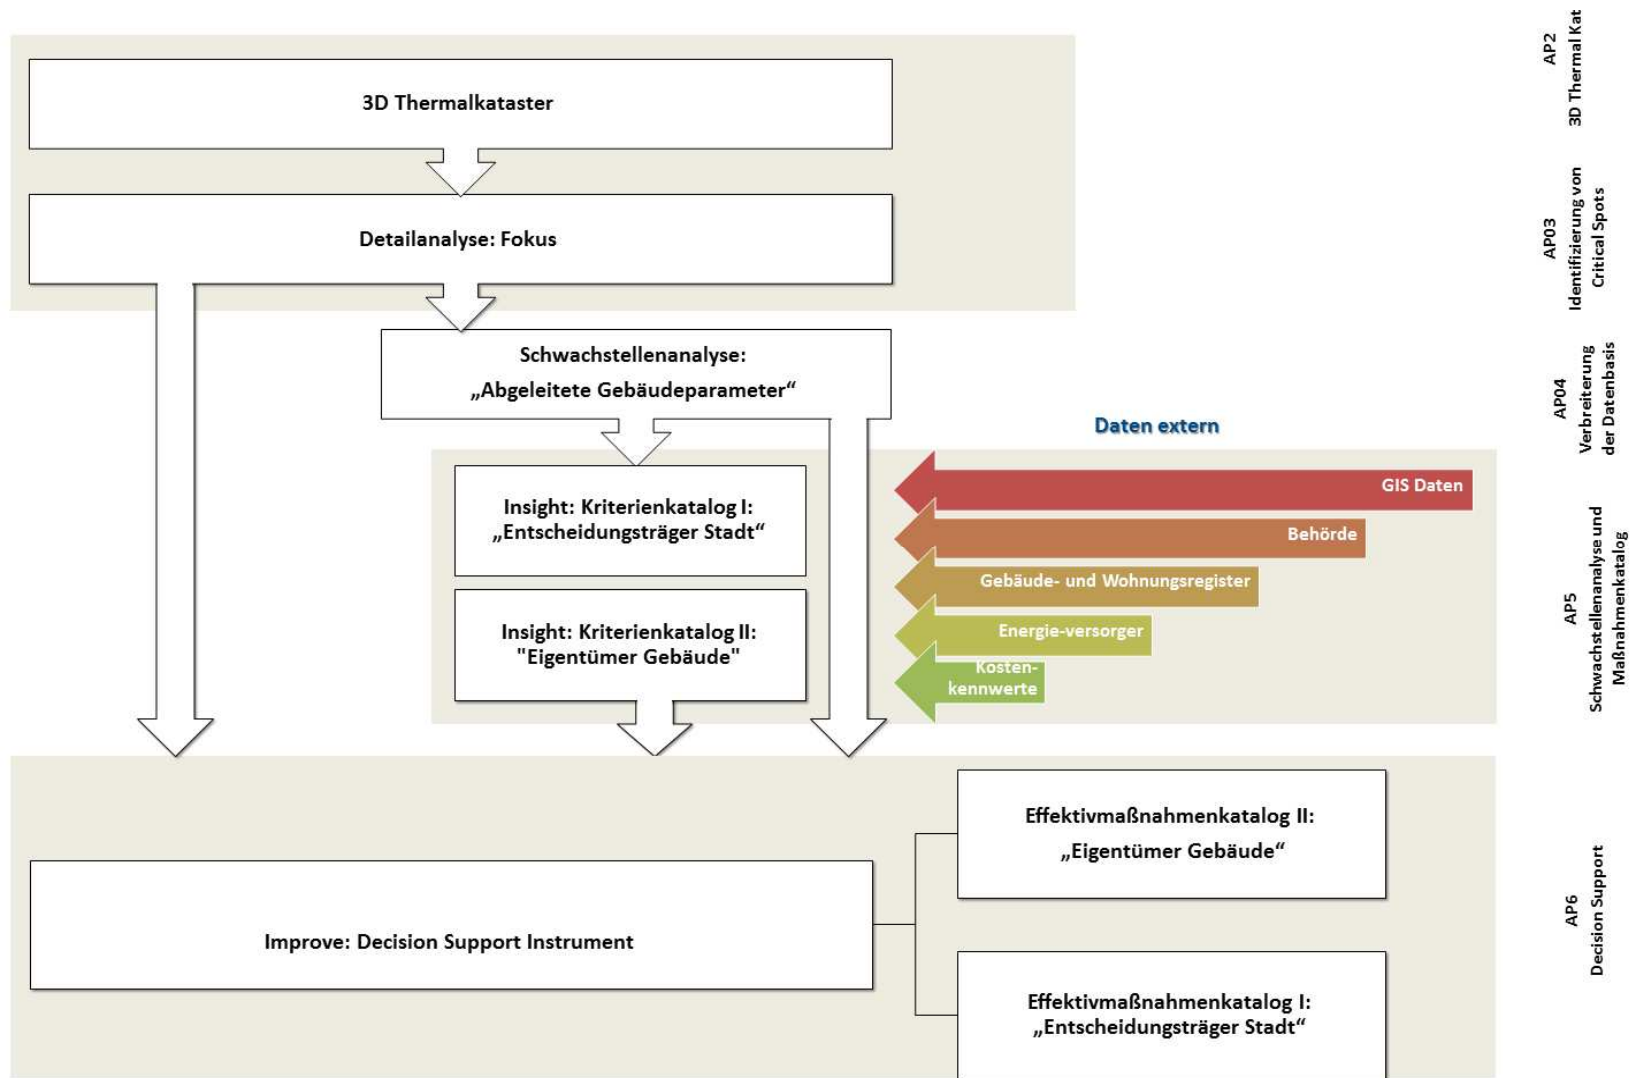 3D Thermalkataster
Detailanalyse: Fokus
Schwachstellenanalyse:
„Abgeleitete Gebäudeparameter“
Daten extern
Insight: Kriterienkatalog I:
„Entscheidungsträger Stadt“
Insight: Kriterienkatalog II:
"Eigentümer Gebäude"
GIS Daten
Behörde
Gebäude- und Wohnungsregister
Energie-versorger
Kosten-
kennwerte
Improve: Decision Support Instrument
Effektivmaßnahmenkatalog II:
„Eigentümer Gebäude“
Effektivmaßnahmenkatalog I:
„Entscheidungsträger Stadt“
AP2
3D Thermal Kat
AP03
Identifizierung von
Critical Spots
AP04
Verbreiterung
der Datenbasis
AP5
Schwachstellenanalyse und
Maßnahmenkatalog
AP6
Decision Support